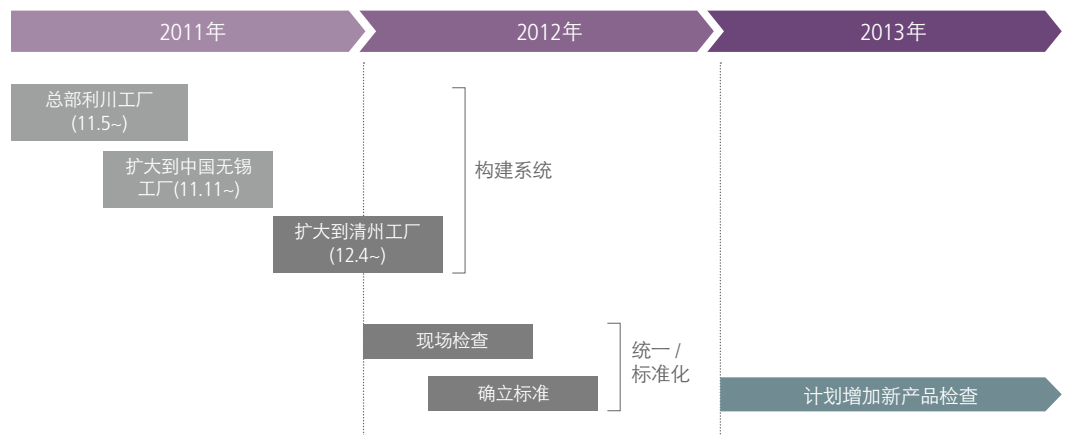 2011年
2012年
2013年
总部利川工厂
(11.5~)
扩大到中国无锡
工厂(11.11~)
扩大到清州工厂
(12.4~)
构建系统
现场检查
确立标准
统一 /
标准化
计划增加新产品检查